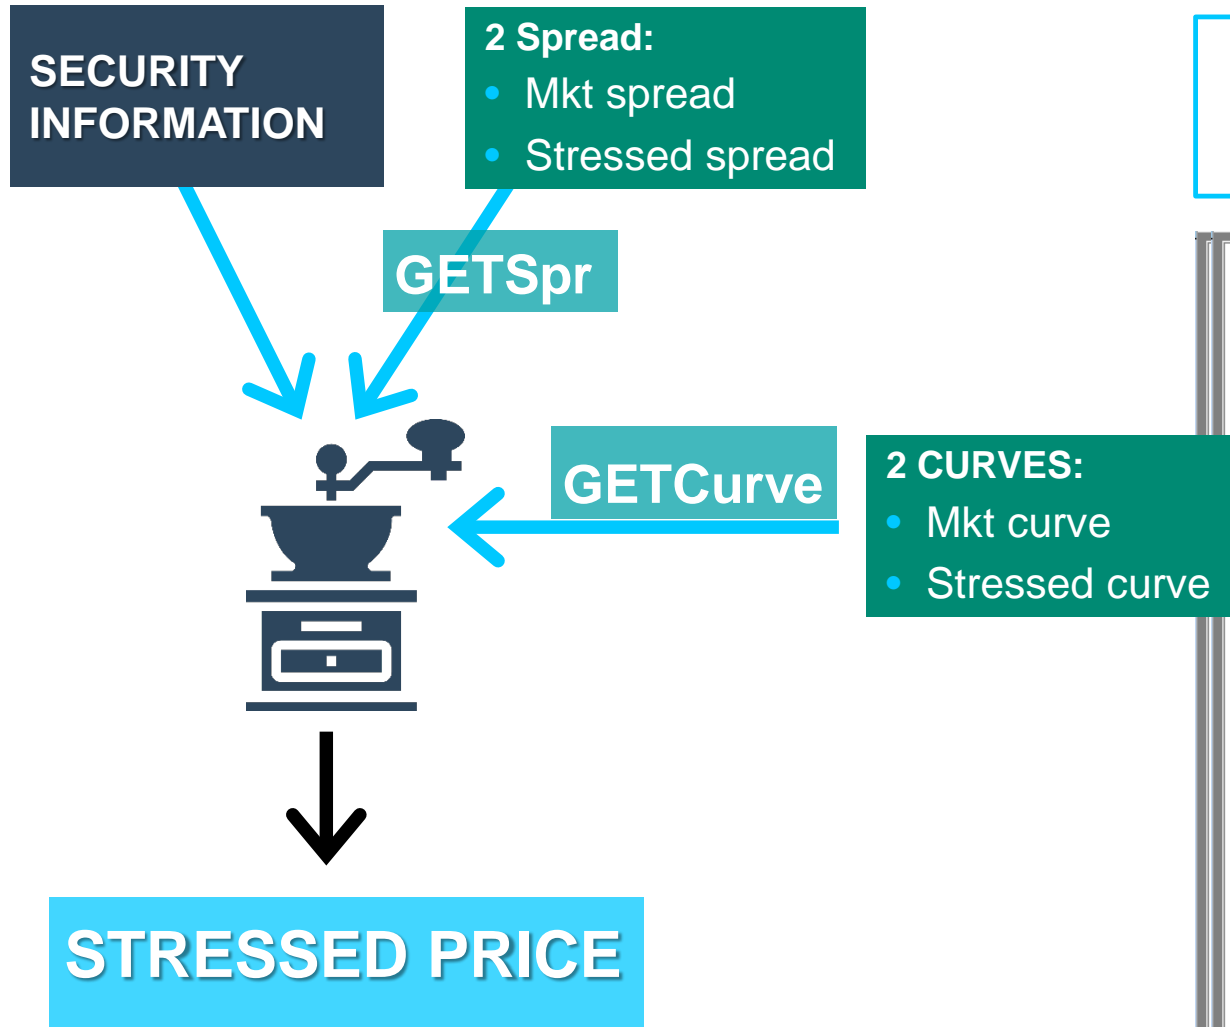 SECURITY
INFORMATION
2 Spread:
• Mkt spread
• Stressed spread
GETSpr
GETCurve
2 CURVES:
• Mkt curve
• Stressed curve
STRESSED PRICE